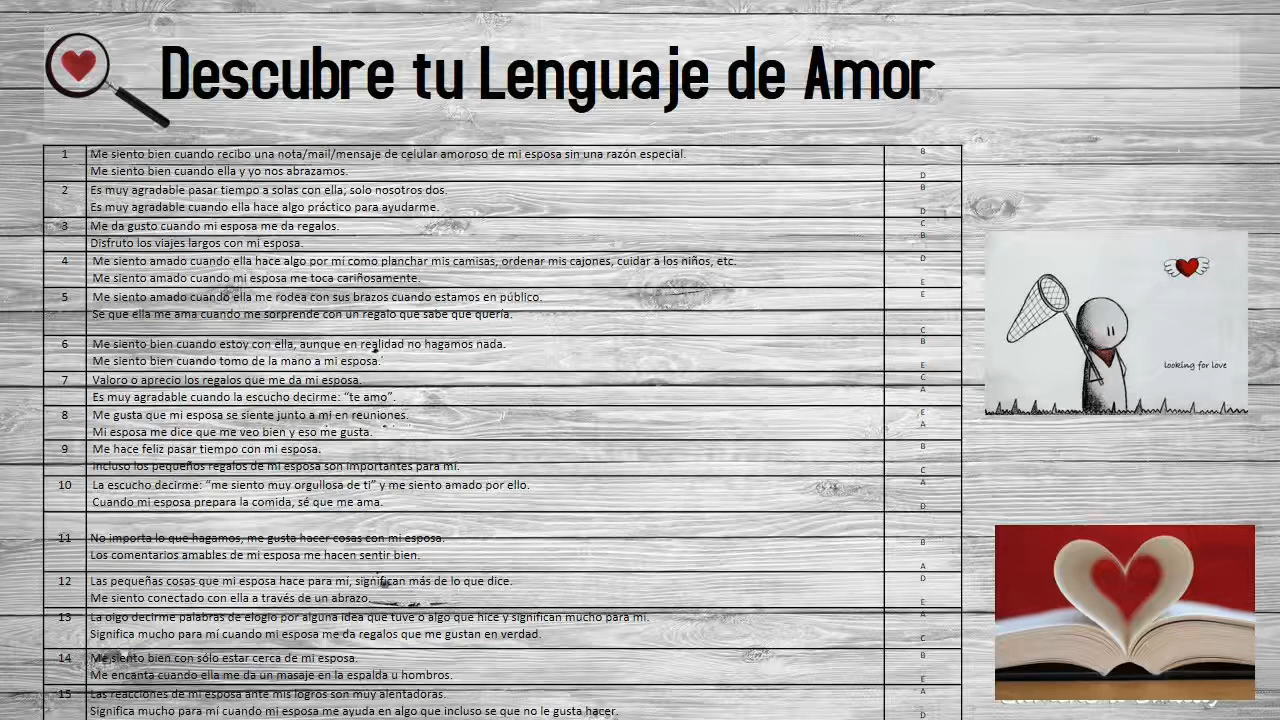 Descubre tu Lenguaje de Amor
1 Me siento bien cuando recibo una nota/mail/mensaje de celular amoroso de mi esposa sin una razón especial. B
Me siento bien cuando ella y yo nos abrazamos. D
2 Es muy agradable pasar tiempo a solas con ella; solo nosotros dos. B
Es muy agradable cuando ella hace algo práctico para ayudarme. D
3 Me da gusto cuando mi esposa me da regalos. C
Disfruto los viajes largos con mi esposa. B
4 Me siento amado cuando ella hace algo por mí como planchar mis camisas, ordenar mis cajones, cuidar a los niños, etc. D
Me siento amado cuando mi esposa me toca cariñosamente. E
5 Me siento amado cuando ella me rodea con sus brazos cuando estamos en público. E
Se que ella me ama cuando me sorprende con un regalo que sabe que quería. C
6 Me siento bien cuando estoy con ella, aunque en realidad no hagamos nada. B
Me siento bien cuando tomo de la mano a mi esposa. E
7 Valoro o aprecio los regalos que me da mi esposa. C
Es muy agradable cuando la escucho decirme: “te amo”. A
8 Me gusta que mi esposa se siente junto a mí en reuniones. E
Mi esposa me dice que me veo bien y eso me gusta. A
9 Me hace feliz pasar tiempo con mi esposa. B
Incluso los pequeños regalos de mi esposa son importantes para mí. C
10 La escucho decirme: “me siento muy orgullosa de ti” y me siento amado por ello. A
Cuando mi esposa prepara la comida, sé que me ama. D
11 No importa lo que hagamos, me gusta hacer cosas con mi esposa. B
Los comentarios amables de mi esposa me hacen sentir bien. A
12 Las pequeñas cosas que mi esposa hace para mí, significan más de lo que dice. D
Me siento conectado con ella a través de un abrazo. E
13 La oigo decirme palabras de elogio por alguna idea que tuve o algo que hice y significan mucho para mí. A
Significa mucho para mí cuando mi esposa me da regalos que me gustan en verdad. C
14 Me siento bien con sólo estar cerca de mi esposa. B
Me encanta cuando ella me da un masaje en la espalda u hombros. E
15 Las reacciones de mi esposa ante mis logros son muy alentadoras. A
Significa mucho para mí cuando mi esposa me ayuda en algo que incluso se que no le gusta hacer. D
looking for love